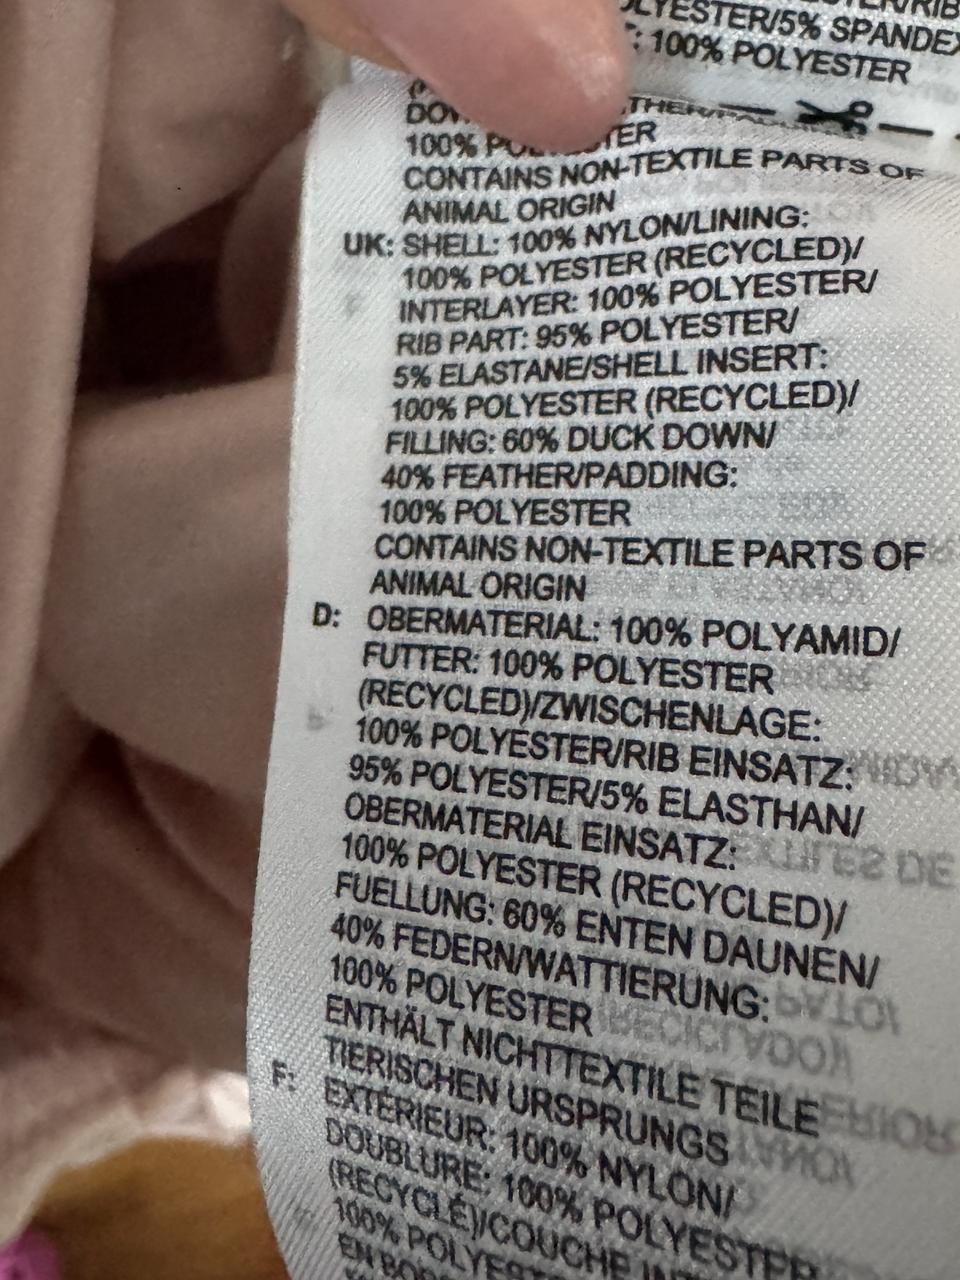 POLYESTER/5% SPANDEX
: 100% POLYESTER
100% POLYESTER
CONTAINS NON-TEXTILE PARTS OF
ANIMAL ORIGIN
UK: SHELL: 100% NYLON/LINING:
100% POLYESTER (RECYCLED)/
INTERLAYER: 100% POLYESTER/
RIB PART: 95% POLYESTER/
5% ELASTANE/SHELL INSERT:
100% POLYESTER (RECYCLED)/
FILLING: 60% DUCK DOWN/
40% FEATHER/PADDING:
100% POLYESTER
CONTAINS NON-TEXTILE PARTS OF
ANIMAL ORIGIN
D: OBERMATERIAL: 100% POLYAMID/
FUTTER: 100% POLYESTER
(RECYCLED)/ZWISCHENLAGE:
100% POLYESTER/RIB EINSATZ:
95% POLYESTER/5% ELASTHAN/
OBERMATERIAL EINSATZ:
100% POLYESTER (RECYCLED)/
FUELLUNG: 60% ENTEN DAUNEN/
40% FEDERN/WATTIERUNG:
100% POLYESTER
ENTHÄLT NICHTTEXTILE TEILE
TIERISCHEN URSPRUNGS
F: EXTÉRIEUR: 100% NYLON/
DOUBLURE: 100% POLYESTER
(RECYCLÉ)/COUCHE
100%